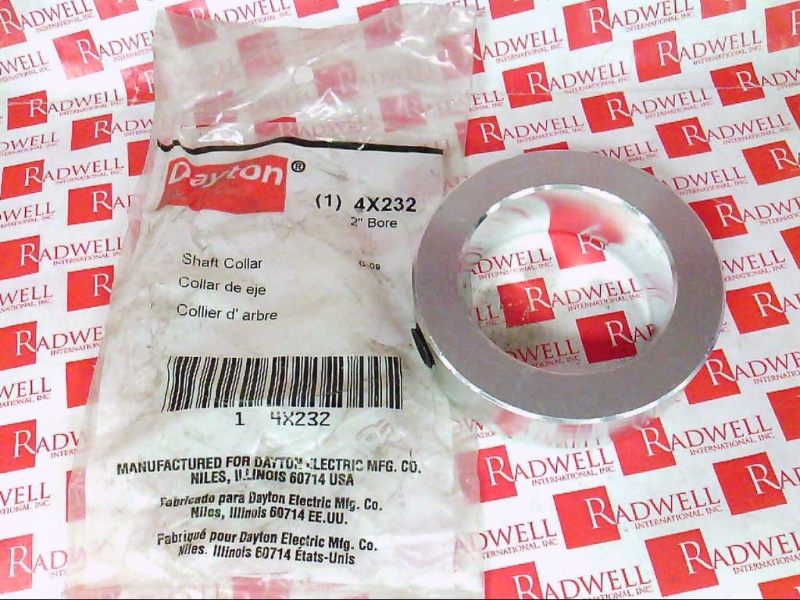 Dayton®
(1) 4X232
2" Bore
Shaft Collar
G-09
Collar de eje
Collier d' arbre
1 4X232
MANUFACTURED FOR DAYTON ELECTRIC MFG. CO.
NILES, ILLINOIS 60714 USA
Fabricado para Dayton Electric Mfg. Co.
Niles, Illinois 60714 EE.UU.
Fabriqué pour Dayton Electric Mfg. Co.
Niles. Illinois 60714 États-Unis
RADWELL
INTERNATIONAL, INC.